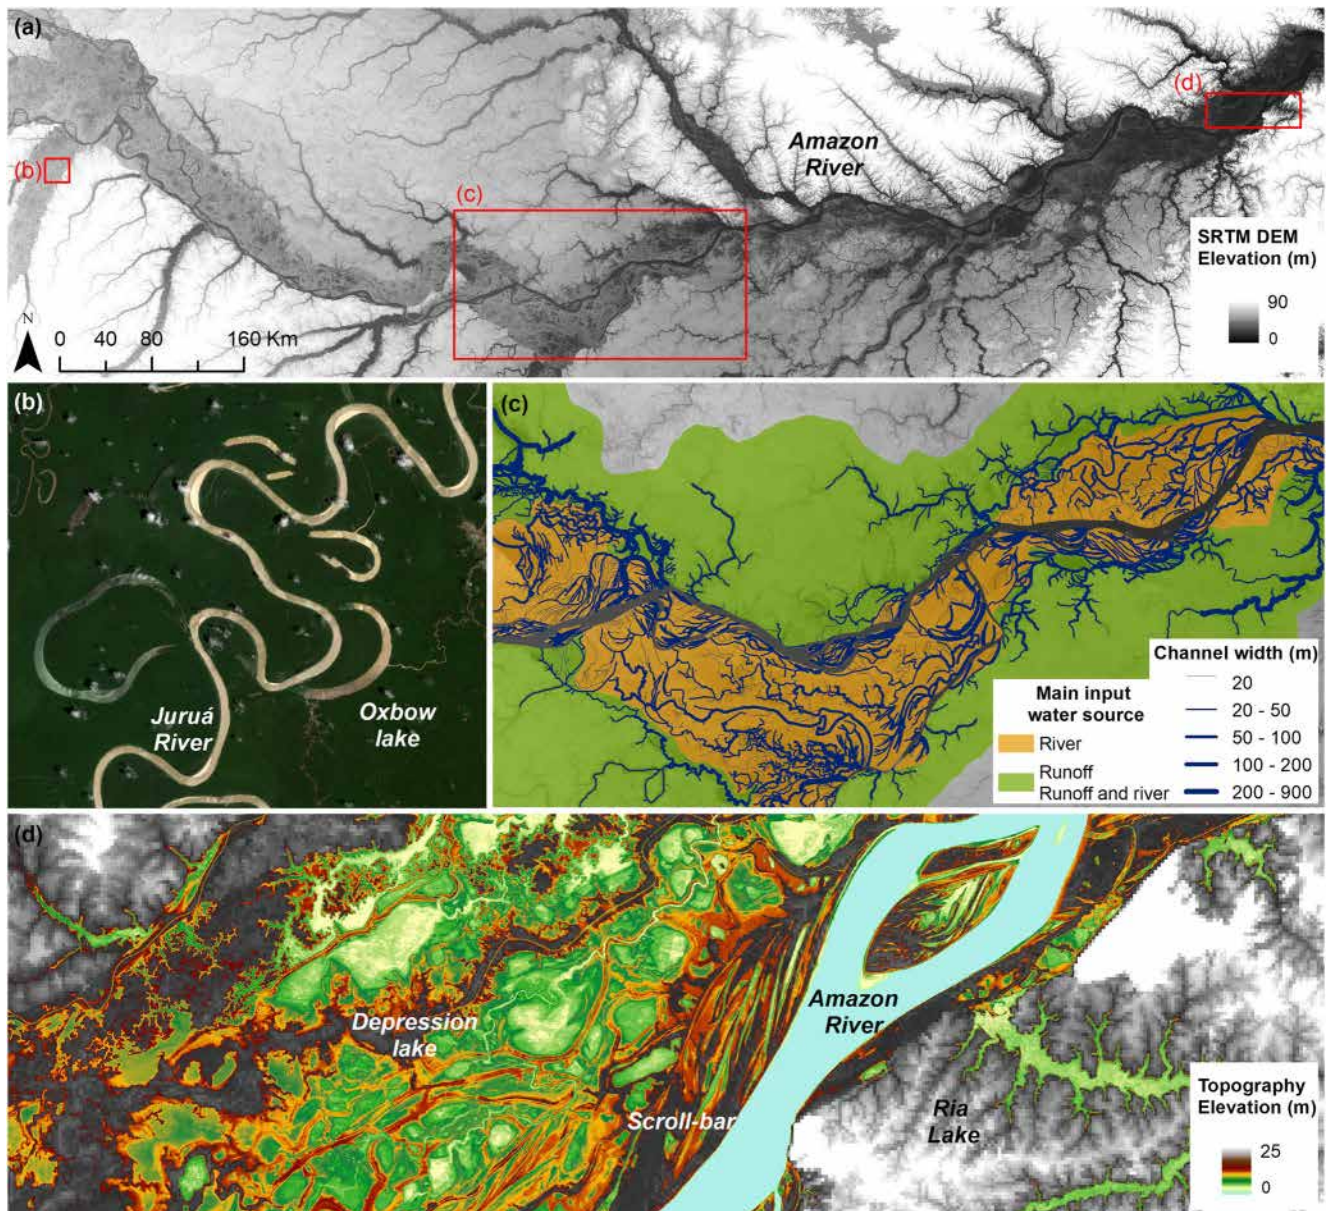 (a)
(d)
Amazon
River
(b)
(c)
SRTM DEM
Elevation (m)
90
0
N
0 40 80 160 Km
(b)
Juruá
River
Oxbow
lake
(c)
Channel width (m)
20
20 - 50
50 - 100
100 - 200
200 - 900
Main input
water source
River
Runoff
Runoff and river
(d)
Depression
lake
Amazon
River
Scroll-bar
Ria
Lake
Topography
Elevation (m)
25
0